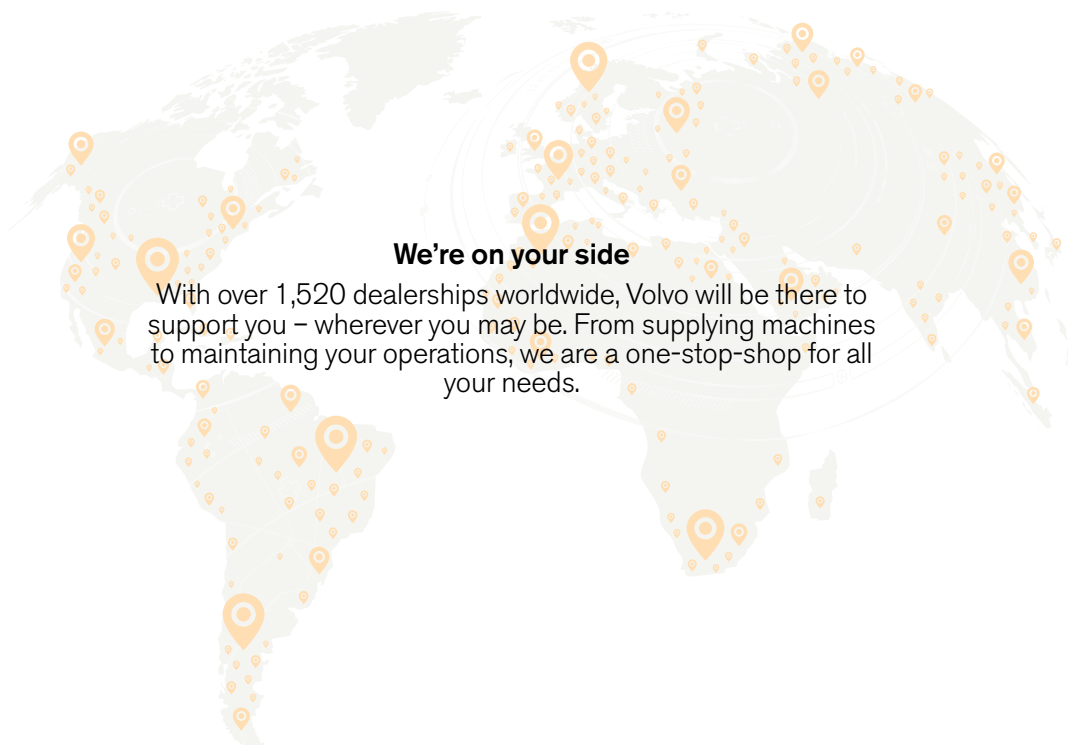 We’re on your side
With over 1,520 dealerships worldwide, Volvo will be there to
support you – wherever you may be. From supplying machines
to maintaining your operations, we are a one-stop-shop for all
your needs.